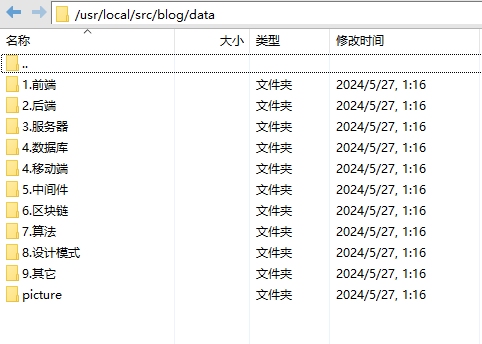 /usr/local/src/blog/data
名称 大小 类型 修改时间
..
1.前端 文件夹 2024/5/27, 1:16
2.后端 文件夹 2024/5/27, 1:16
3.服务器 文件夹 2024/5/27, 1:16
4.数据库 文件夹 2024/5/27, 1:16
4.移动端 文件夹 2024/5/27, 1:16
5.中间件 文件夹 2024/5/27, 1:16
6.区块链 文件夹 2024/5/27, 1:16
7.算法 文件夹 2024/5/27, 1:16
8.设计模式 文件夹 2024/5/27, 1:16
9.其它 文件夹 2024/5/27, 1:16
picture 文件夹 2024/5/27, 1:16